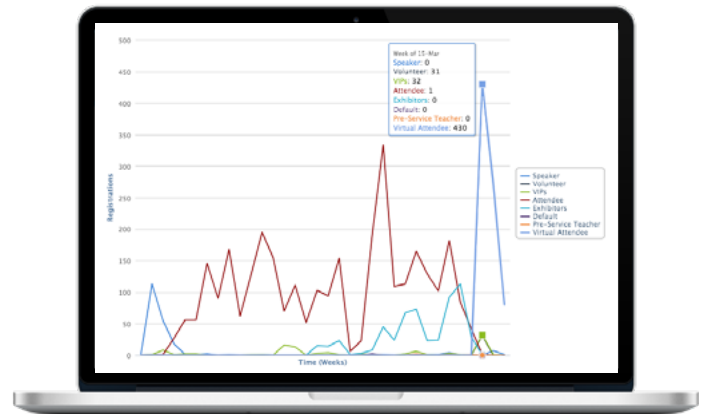 500
450
400
350
300
250
200
150
100
50
0
Registrations
Time (Weeks)
Week of 15-Mar
Speaker: 0
Volunteer: 31
VIPs: 32
Attendee: 1
Exhibitors: 0
Default: 0
Pre-Service Teacher: 0
Virtual Attendee: 430
Speaker
Volunteer
VIPs
Attendee
Exhibitors
Default
Pre-Service Teacher
Virtual Attendee